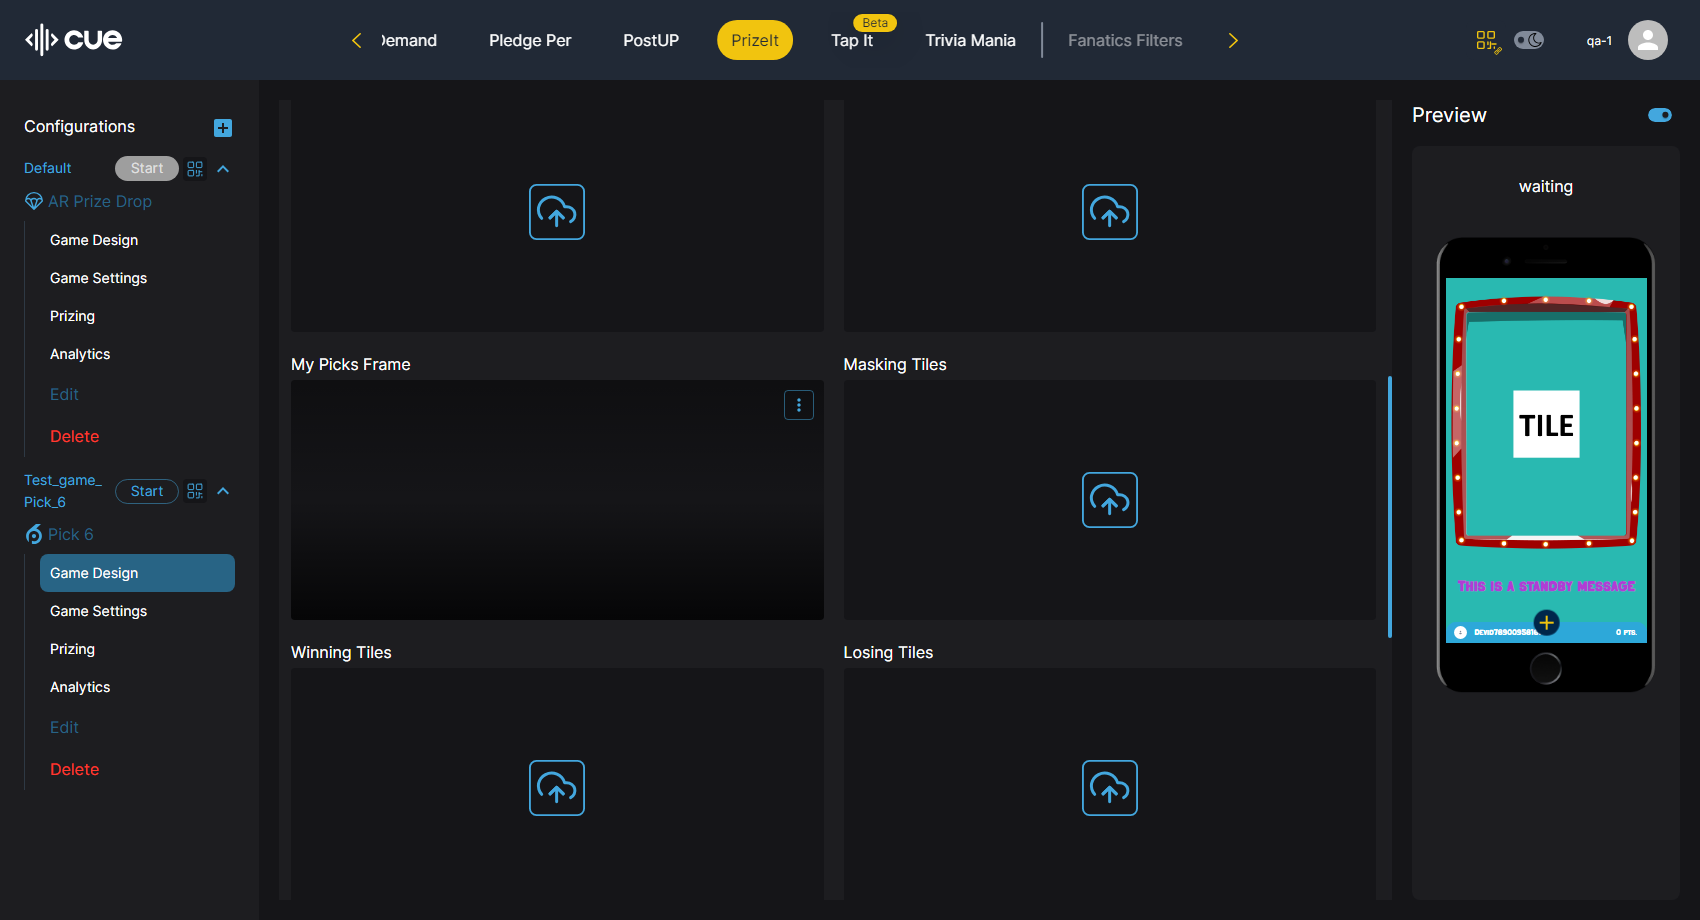 cue
Demand
Pledge Per
PostUP
PrizeIt
Beta
Tap It
Trivia Mania
Fanatics Filters
qa-1
Configurations
Default
Start
AR Prize Drop
Game Design
Game Settings
Prizing
Analytics
Edit
Delete
Test_game_
Pick_6
Start
Pick 6
Game Design
Game Settings
Prizing
Analytics
Edit
Delete
My Picks Frame
Masking Tiles
Winning Tiles
Losing Tiles
Preview
waiting
TILE
This is a standby message
0 pts.